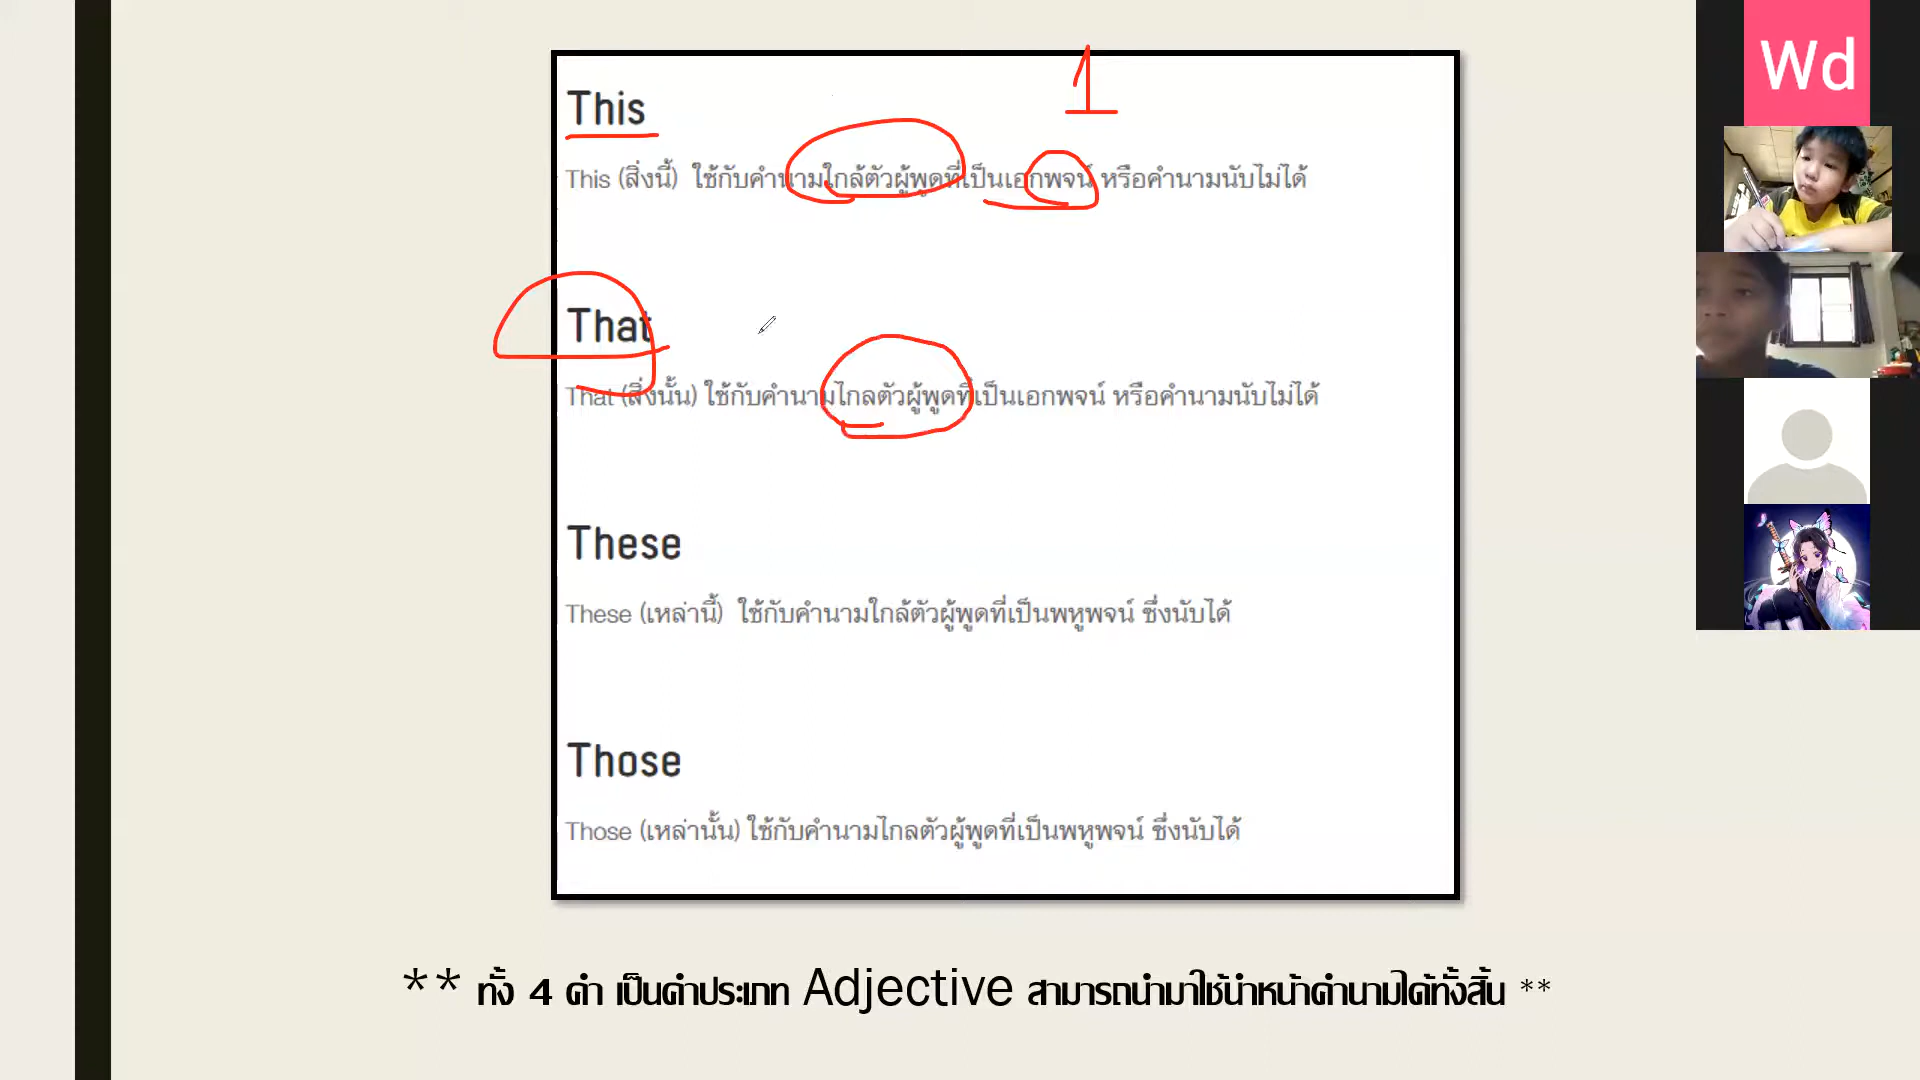 This
1
This (สิ่งนี้) ใช้กับคำนามใกล้ตัวผู้พูดที่เป็นเอกพจน์ หรือคำนามนับไม่ได้
That
That (สิ่งนั้น) ใช้กับคำนามไกลตัวผู้พูดที่เป็นเอกพจน์ หรือคำนามนับไม่ได้
These
These (เหล่านี้) ใช้กับคำนามใกล้ตัวผู้พูดที่เป็นพหูพจน์ ซึ่งนับได้
Those
Those (เหล่านั้น) ใช้กับคำนามไกลตัวผู้พูดที่เป็นพหูพจน์ ซึ่งนับได้
** ทั้ง 4 คำ เป็นคำประเภท Adjective สามารถนำมาใช้นำหน้าคำนามได้ทั้งสิ้น **
Wd